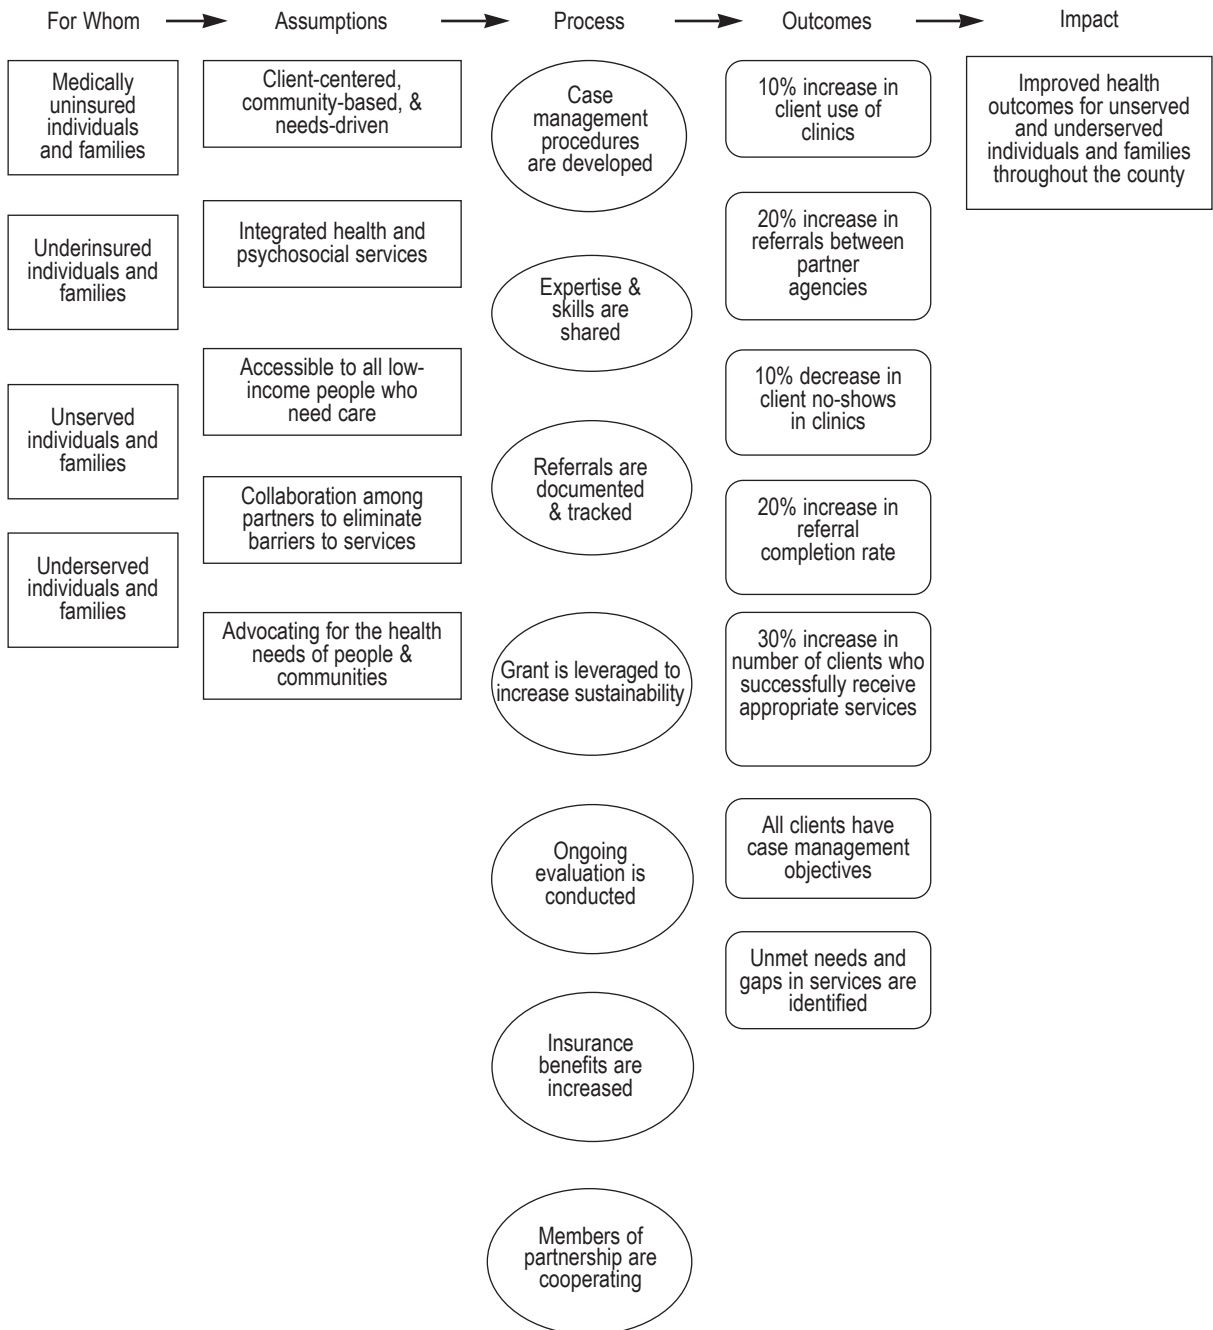 For Whom
Assumptions
Process
Outcomes
Impact
Medically
uninsured
individuals
and families
Underinsured
individuals and
families
Unserved
individuals and
families
Underserved
individuals and
families
Client-centered,
community-based, &
needs-driven
Integrated health and
psychosocial services
Accessible to all low-
income people who
need care
Collaboration among
partners to eliminate
barriers to services
Advocating for the health
needs of people &
communities
Case
management
procedures
are developed
Expertise &
skills are
shared
Referrals are
documented
& tracked
Grant is leveraged to
increase sustainability
Ongoing
evaluation is
conducted
Insurance
benefits are
increased
Members of
partnership are
cooperating
10% increase in
client use of
clinics
20% increase in
referrals between
partner
agencies
10% decrease in
client no-shows
in clinics
20% increase in
referral
completion rate
30% increase in
number of clients who
successfully receive
appropriate services
All clients have
case management
objectives
Unmet needs and
gaps in services are
identified
Improved health
outcomes for unserved
and underserved
individuals and families
throughout the county